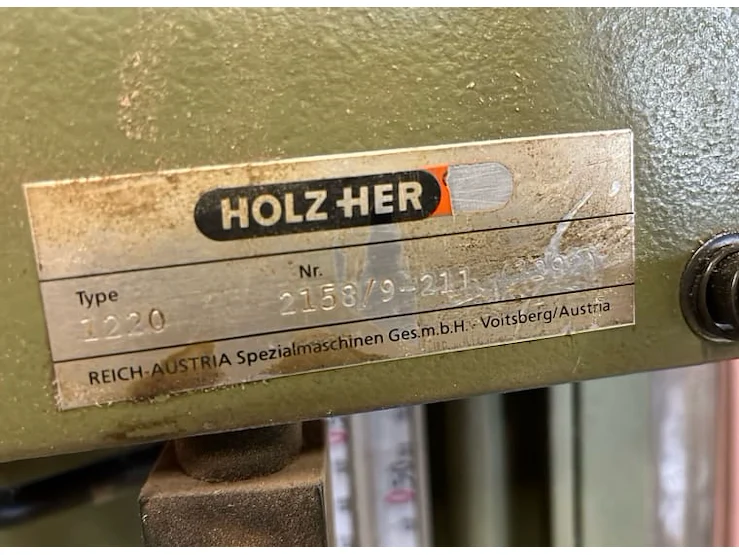 HOLZ-HER
Type Nr.
1220 2158/9-211
REICH-AUSTRIA Spezialmaschinen Ges.m.b.H. - Voitsberg/Austria